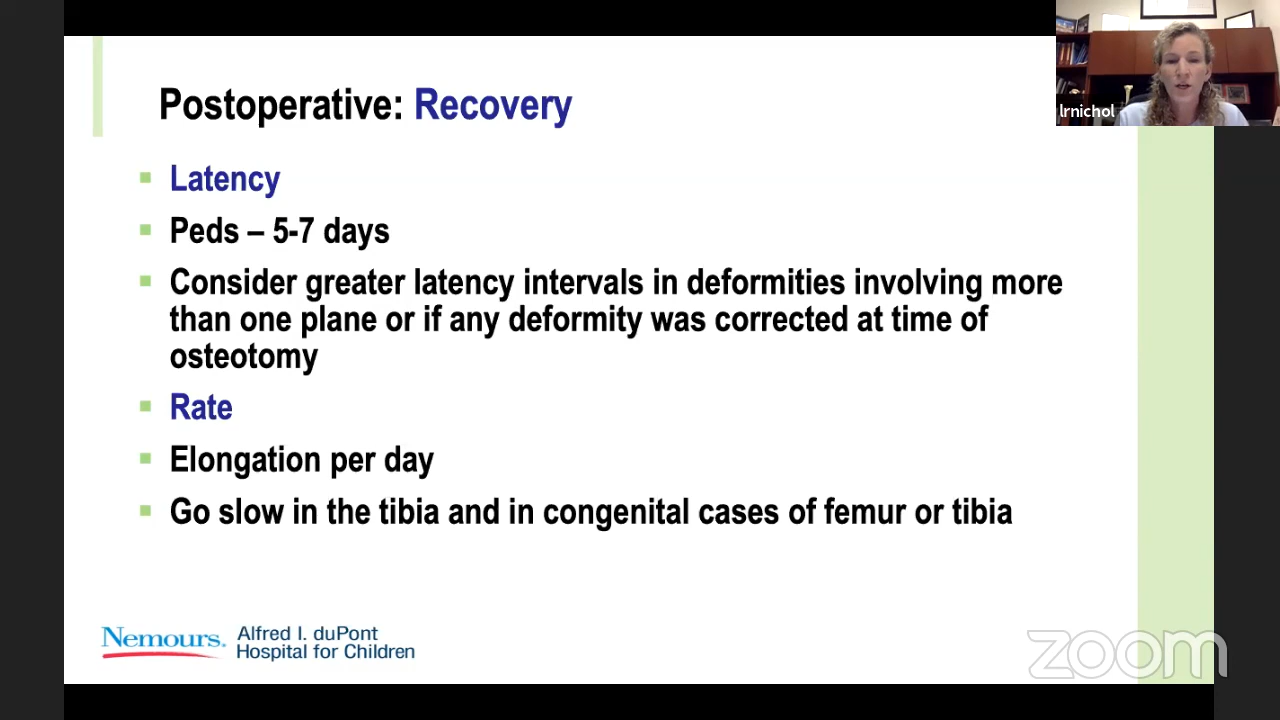 lrnichol
Postoperative: Recovery
Latency
Peds – 5-7 days
Consider greater latency intervals in deformities involving more
than one plane or if any deformity was corrected at time of
osteotomy
Rate
Elongation per day
Go slow in the tibia and in congenital cases of femur or tibia
Nemours. Alfred I. duPont
Hospital for Children
zoom